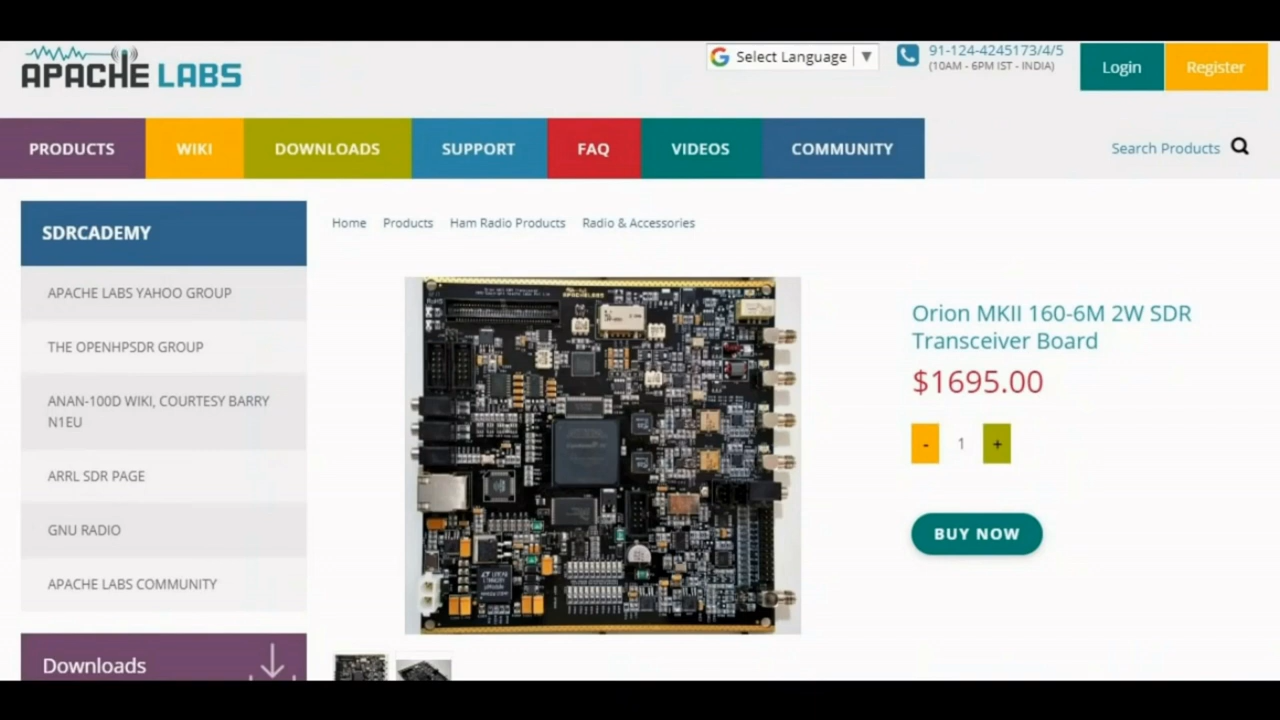 APACHE LABS
Select Language
91-124-4245173/4/5
(10AM - 6PM IST - INDIA)
Login
Register
PRODUCTS
WIKI
DOWNLOADS
SUPPORT
FAQ
VIDEOS
COMMUNITY
Search Products
SDRCADEMY
APACHE LABS YAHOO GROUP
THE OPENHPSDR GROUP
ANAN-100D WIKI, COURTESY BARRY
N1EU
ARRL SDR PAGE
GNU RADIO
APACHE LABS COMMUNITY
Downloads
Home Products Ham Radio Products Radio & Accessories
Orion MKII 160-6M 2W SDR
Transceiver Board
$1695.00
- 1 +
BUY NOW